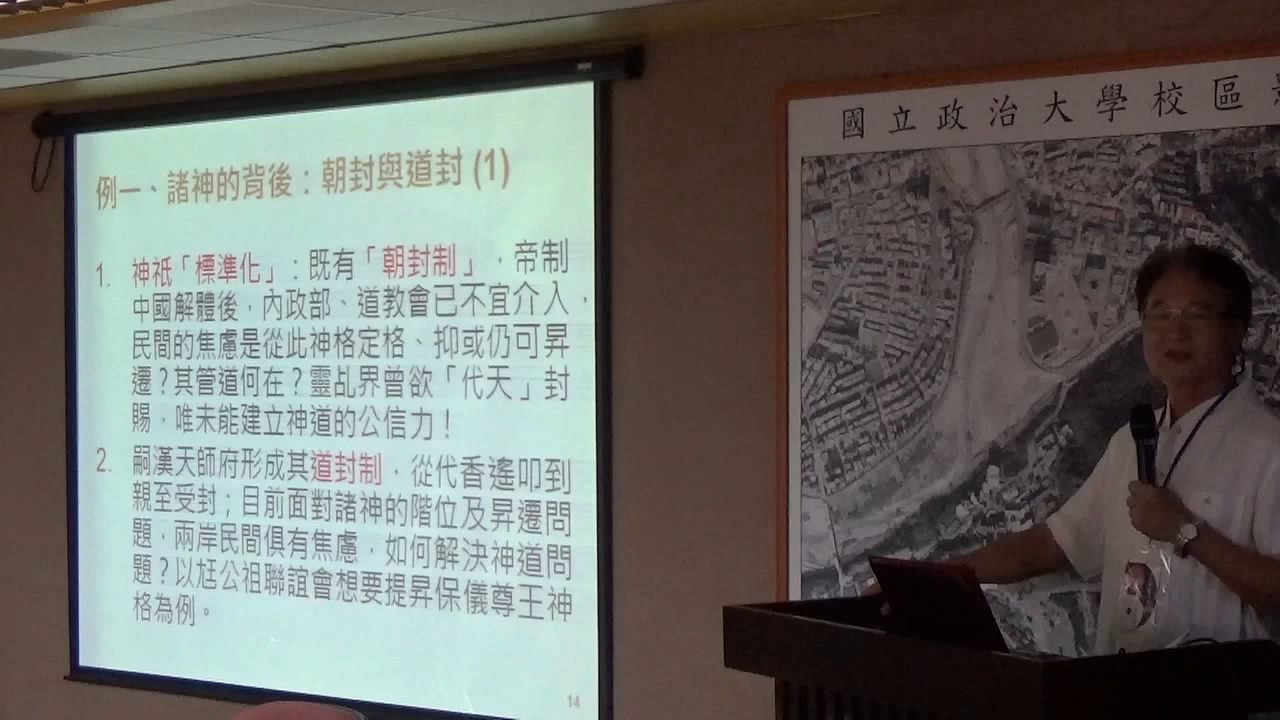 例一、諸神的背後：朝封與道封 (1)
1. 神祇「標準化」：既有「朝封制」，帝制
中國解體後，內政部、道教會已不宜介入，
民間的焦慮是從此神格定格、抑或仍可昇
遷？其管道何在？靈乩界曾欲「代天」封
賜，唯未能建立神道的公信力！
2. 嗣漢天師府形成其道封制，從代香遙叩到
親至受封；目前面對諸神的階位及昇遷問
題，兩岸民間俱有焦慮，如何解決神道問
題？以尪公祖聯誼會想要提昇保儀尊王神
格為例。
14
國立政治大學校區